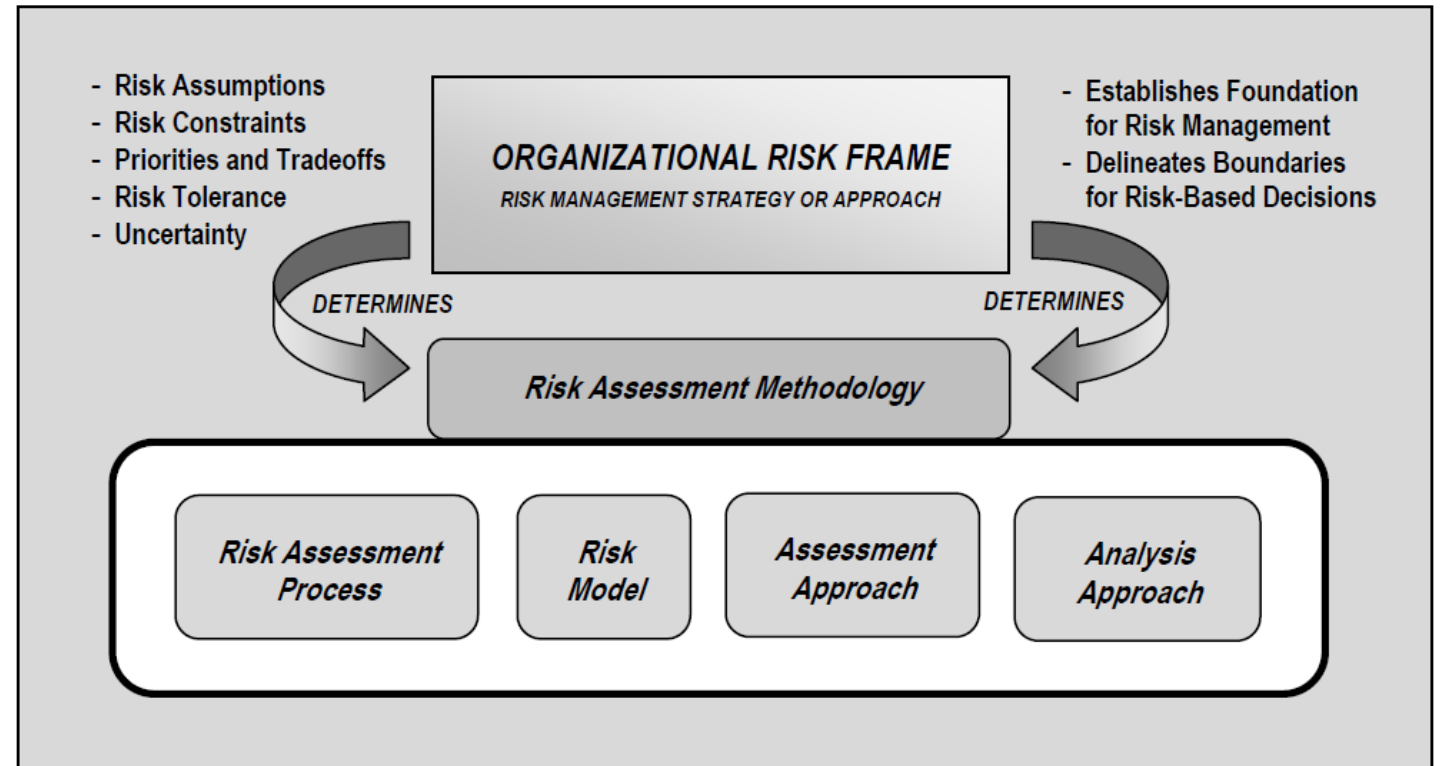 - Risk Assumptions
- Risk Constraints
- Priorities and Tradeoffs
- Risk Tolerance
- Uncertainty
ORGANIZATIONAL RISK FRAME
RISK MANAGEMENT STRATEGY OR APPROACH
- Establishes Foundation
for Risk Management
- Delineates Boundaries
for Risk-Based Decisions
DETERMINES
DETERMINES
Risk Assessment Methodology
Risk Assessment
Process
Risk
Model
Assessment
Approach
Analysis
Approach